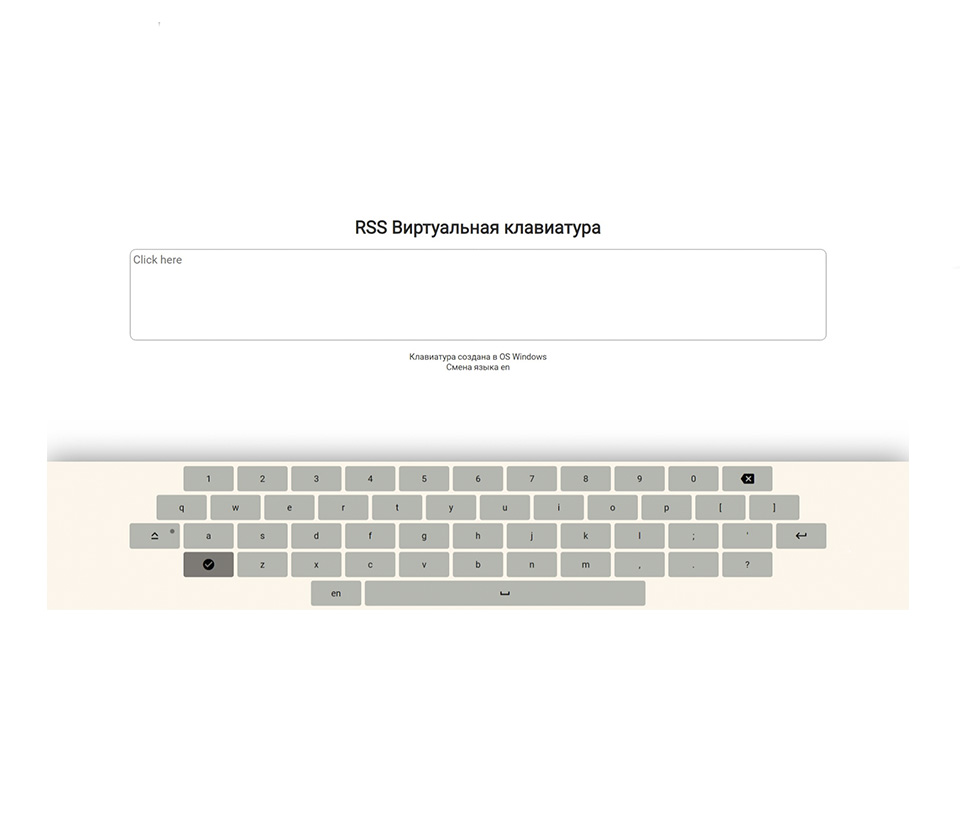 RSS Виртуальная клавиатура
Click here
Клавиатура создана в OS Windows
Смена языка en
1 2 3 4 5 6 7 8 9 0
q w e r t y u i o p [ ]
a s d f g h j k l ; '
z x c v b n m , . ?
en